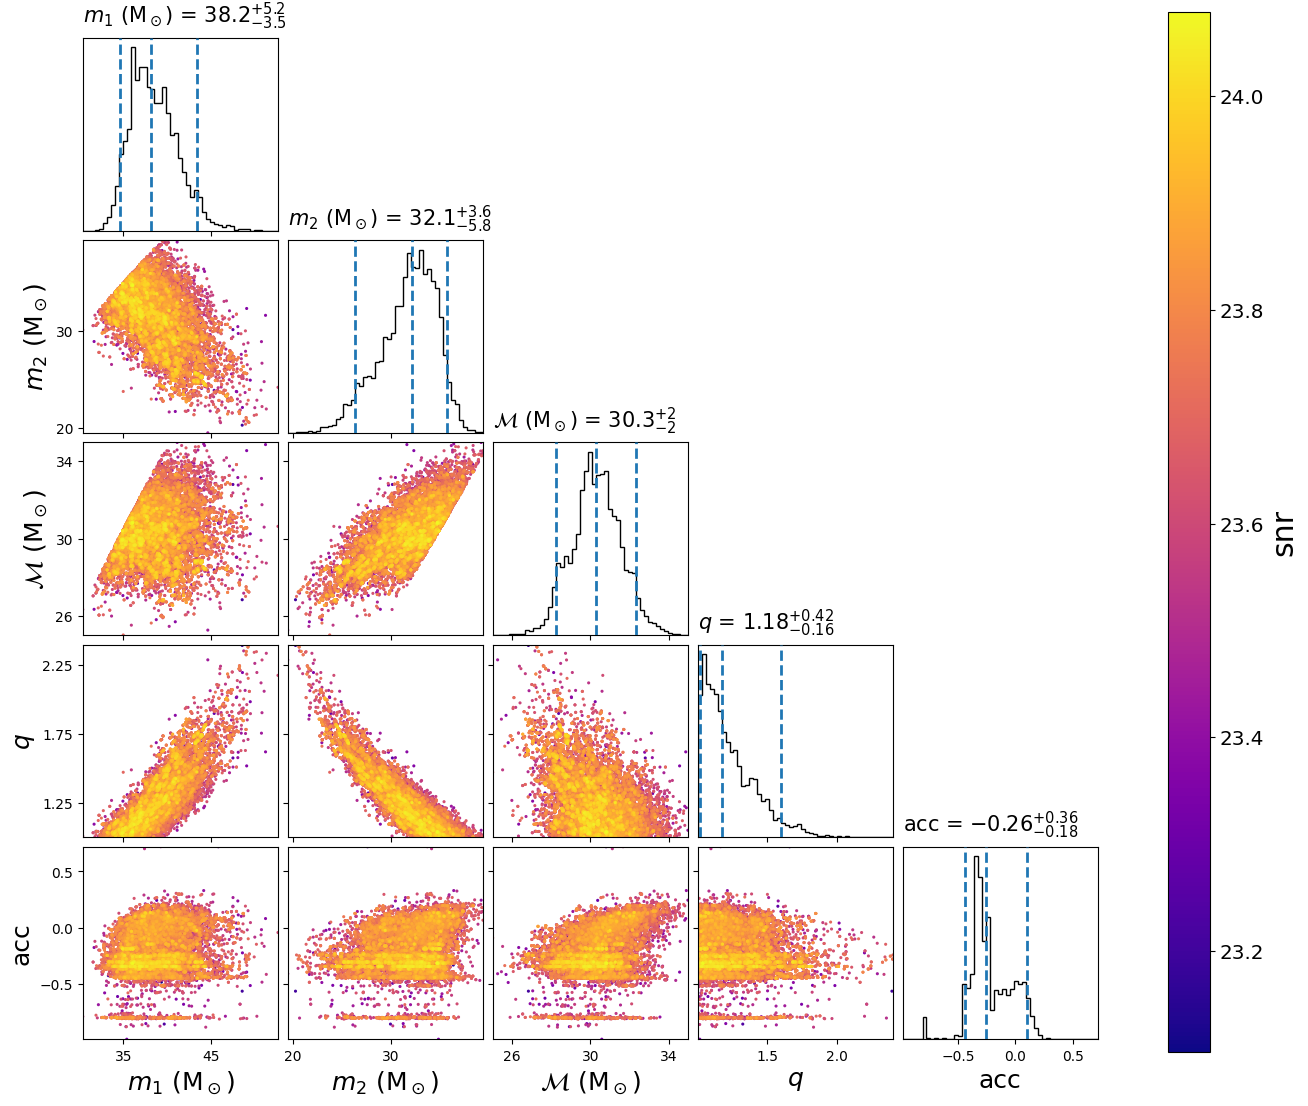 m₁ (M⊙) = 38.2 +5.2 −3.5
24.0
m₂ (M⊙) = 32.1 +3.6 −5.8
m₂ (M⊙)
30
20
23.8
ℳ (M⊙) = 30.3 +2 −2
ℳ (M⊙)
34
30
26
23.6
snr
q = 1.18 +0.42 −0.16
q
2.25
1.75
1.25
23.4
acc = −0.26 +0.36 −0.18
acc
0.5
0.0
−0.5
23.2
35 45
20 30
26 30 34
1.5 2.0
−0.5 0.0 0.5
m₁ (M⊙)
m₂ (M⊙)
ℳ (M⊙)
q
acc